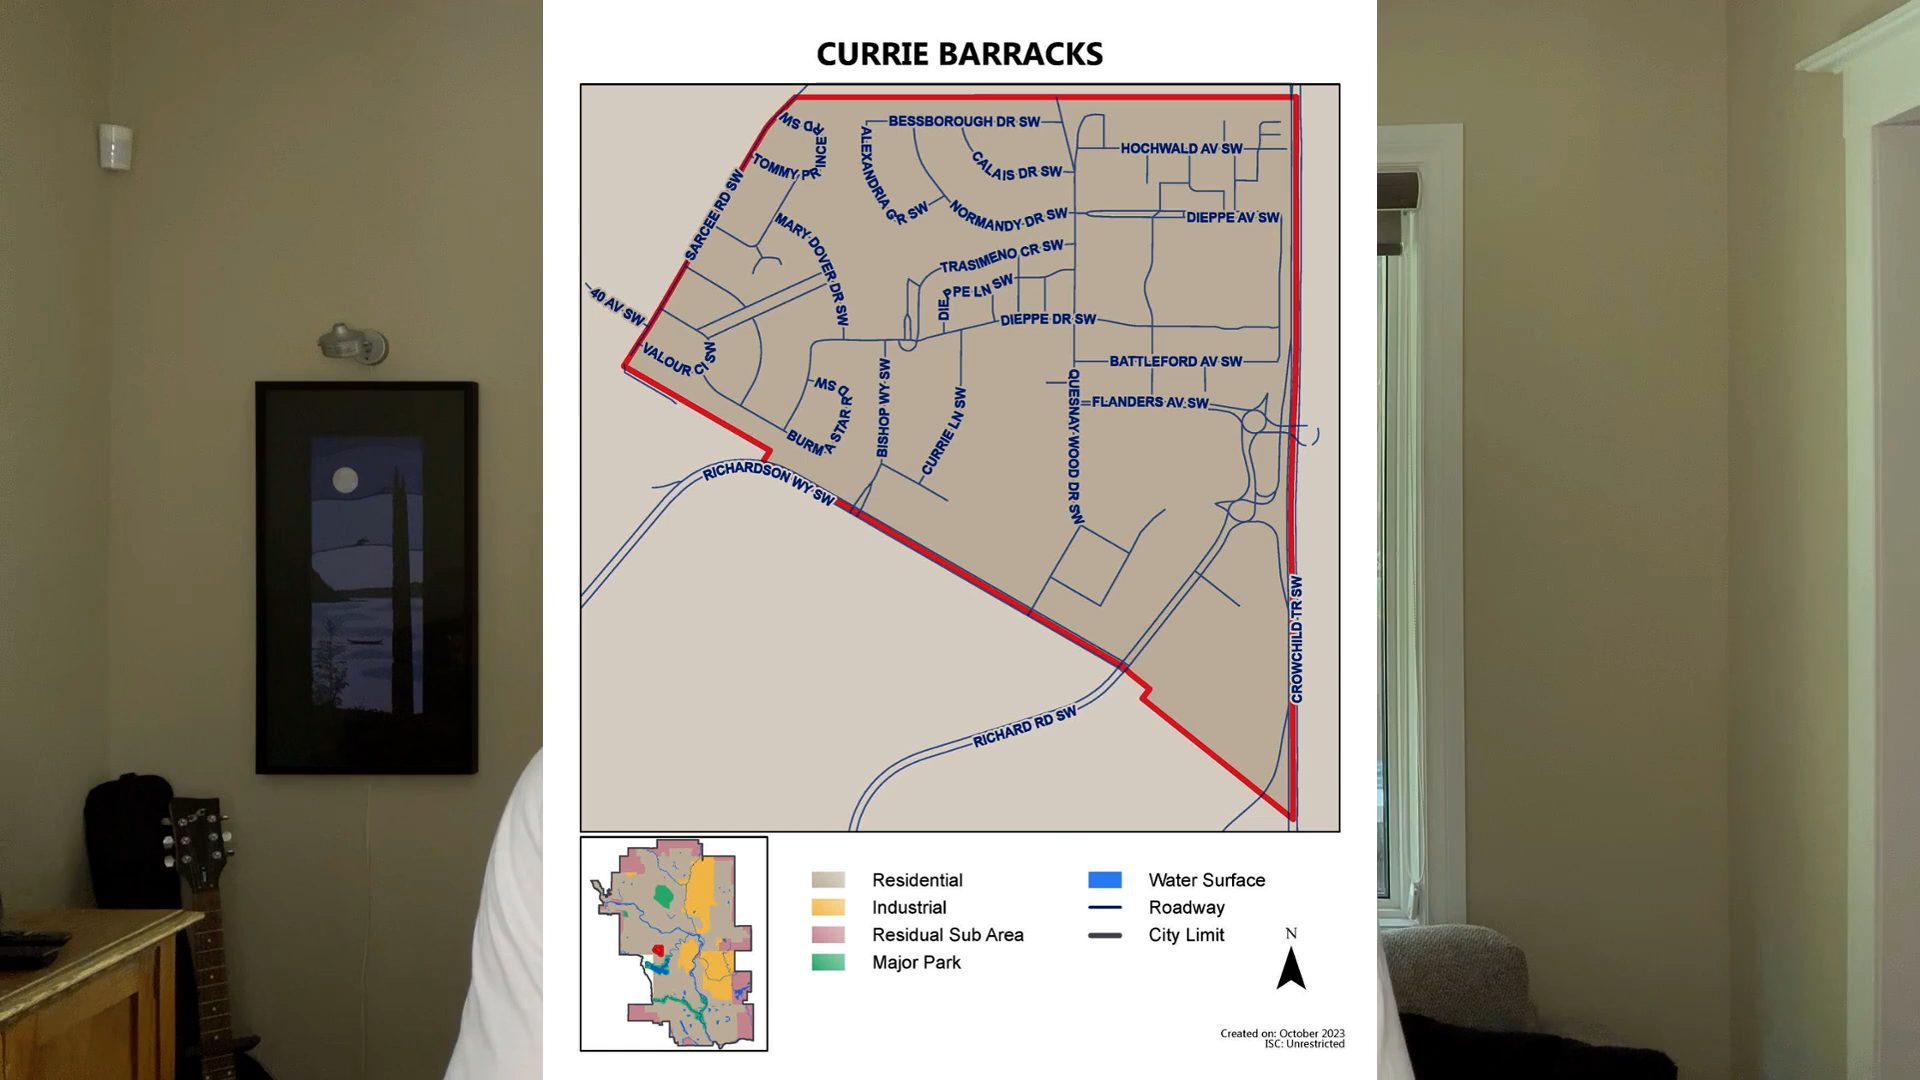 CURRIE BARRACKS
TOMMY PRINCE RD SW
BESSBOROUGH DR SW
ALEXANDRIA GR SW
CALAIS DR SW
HOCHWALD AV SW
SARCEE RD SW
MARY DOVER DR SW
NORMANDY DR SW
DIEPPE AV SW
TRASIMENO CR SW
DIEPPE LN SW
40 AV SW
DIEPPE DR SW
VALOUR CI SW
BATTLEFORD AV SW
BURMA STAR RD SW
BISHOP WY SW
CURRIE LN SW
QUESNAY WOOD DR SW
FLANDERS AV SW
RICHARDSON WY SW
CROWCHILD TR SW
RICHARD RD SW
Residential
Industrial
Residual Sub Area
Major Park
Water Surface
Roadway
City Limit
N
Created on: October 2023
ISC: Unrestricted